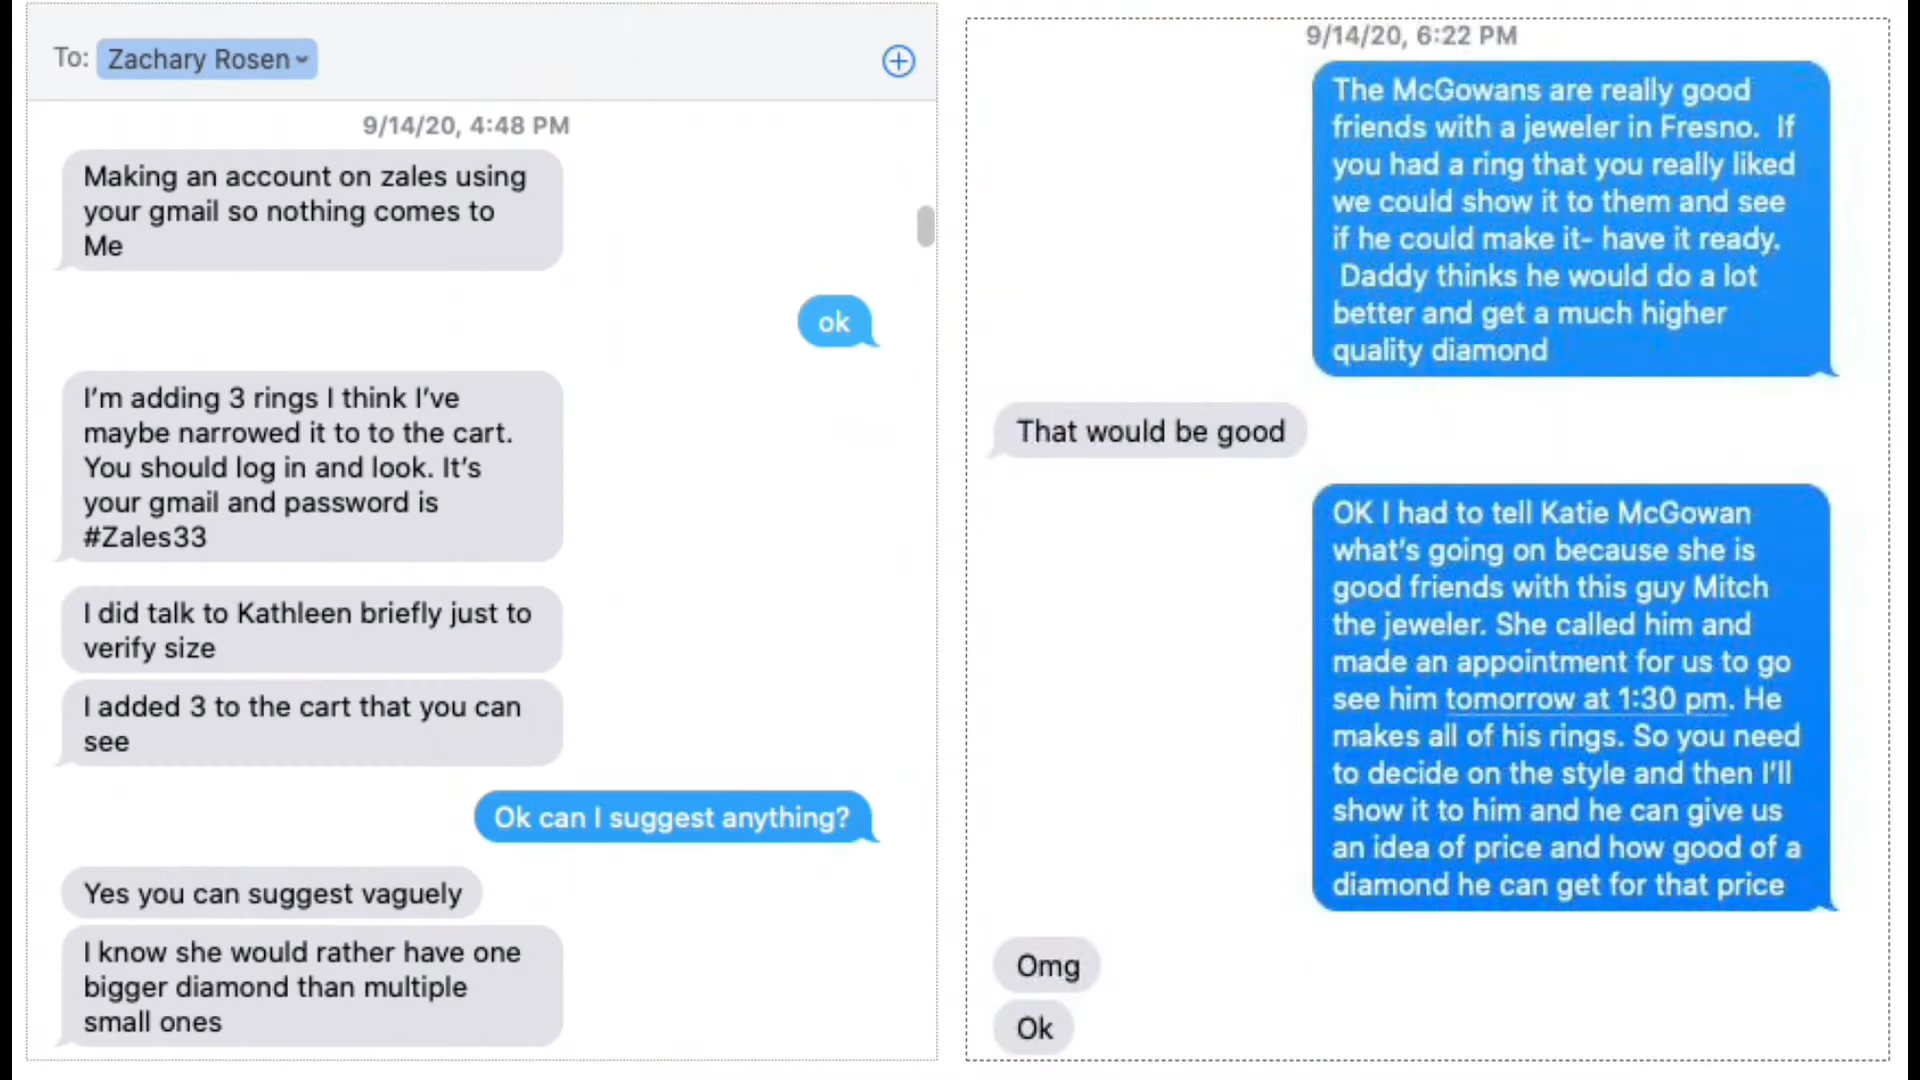 To: Zachary Rosen
9/14/20, 4:48 PM
Making an account on zales using
your gmail so nothing comes to
Me
ok
I'm adding 3 rings I think I've
maybe narrowed it to to the cart.
You should log in and look. It's
your gmail and password is
#Zales33
I did talk to Kathleen briefly just to
verify size
I added 3 to the cart that you can
see
Ok can I suggest anything?
Yes you can suggest vaguely
I know she would rather have one
bigger diamond than multiple
small ones
9/14/20, 6:22 PM
The McGowans are really good
friends with a jeweler in Fresno.  If
you had a ring that you really liked
we could show it to them and see
if he could make it- have it ready.
Daddy thinks he would do a lot
better and get a much higher
quality diamond
That would be good
OK I had to tell Katie McGowan
what's going on because she is
good friends with this guy Mitch
the jeweler. She called him and
made an appointment for us to go
see him tomorrow at 1:30 pm. He
makes all of his rings. So you need
to decide on the style and then I'll
show it to him and he can give us
an idea of price and how good of a
diamond he can get for that price
Omg
Ok